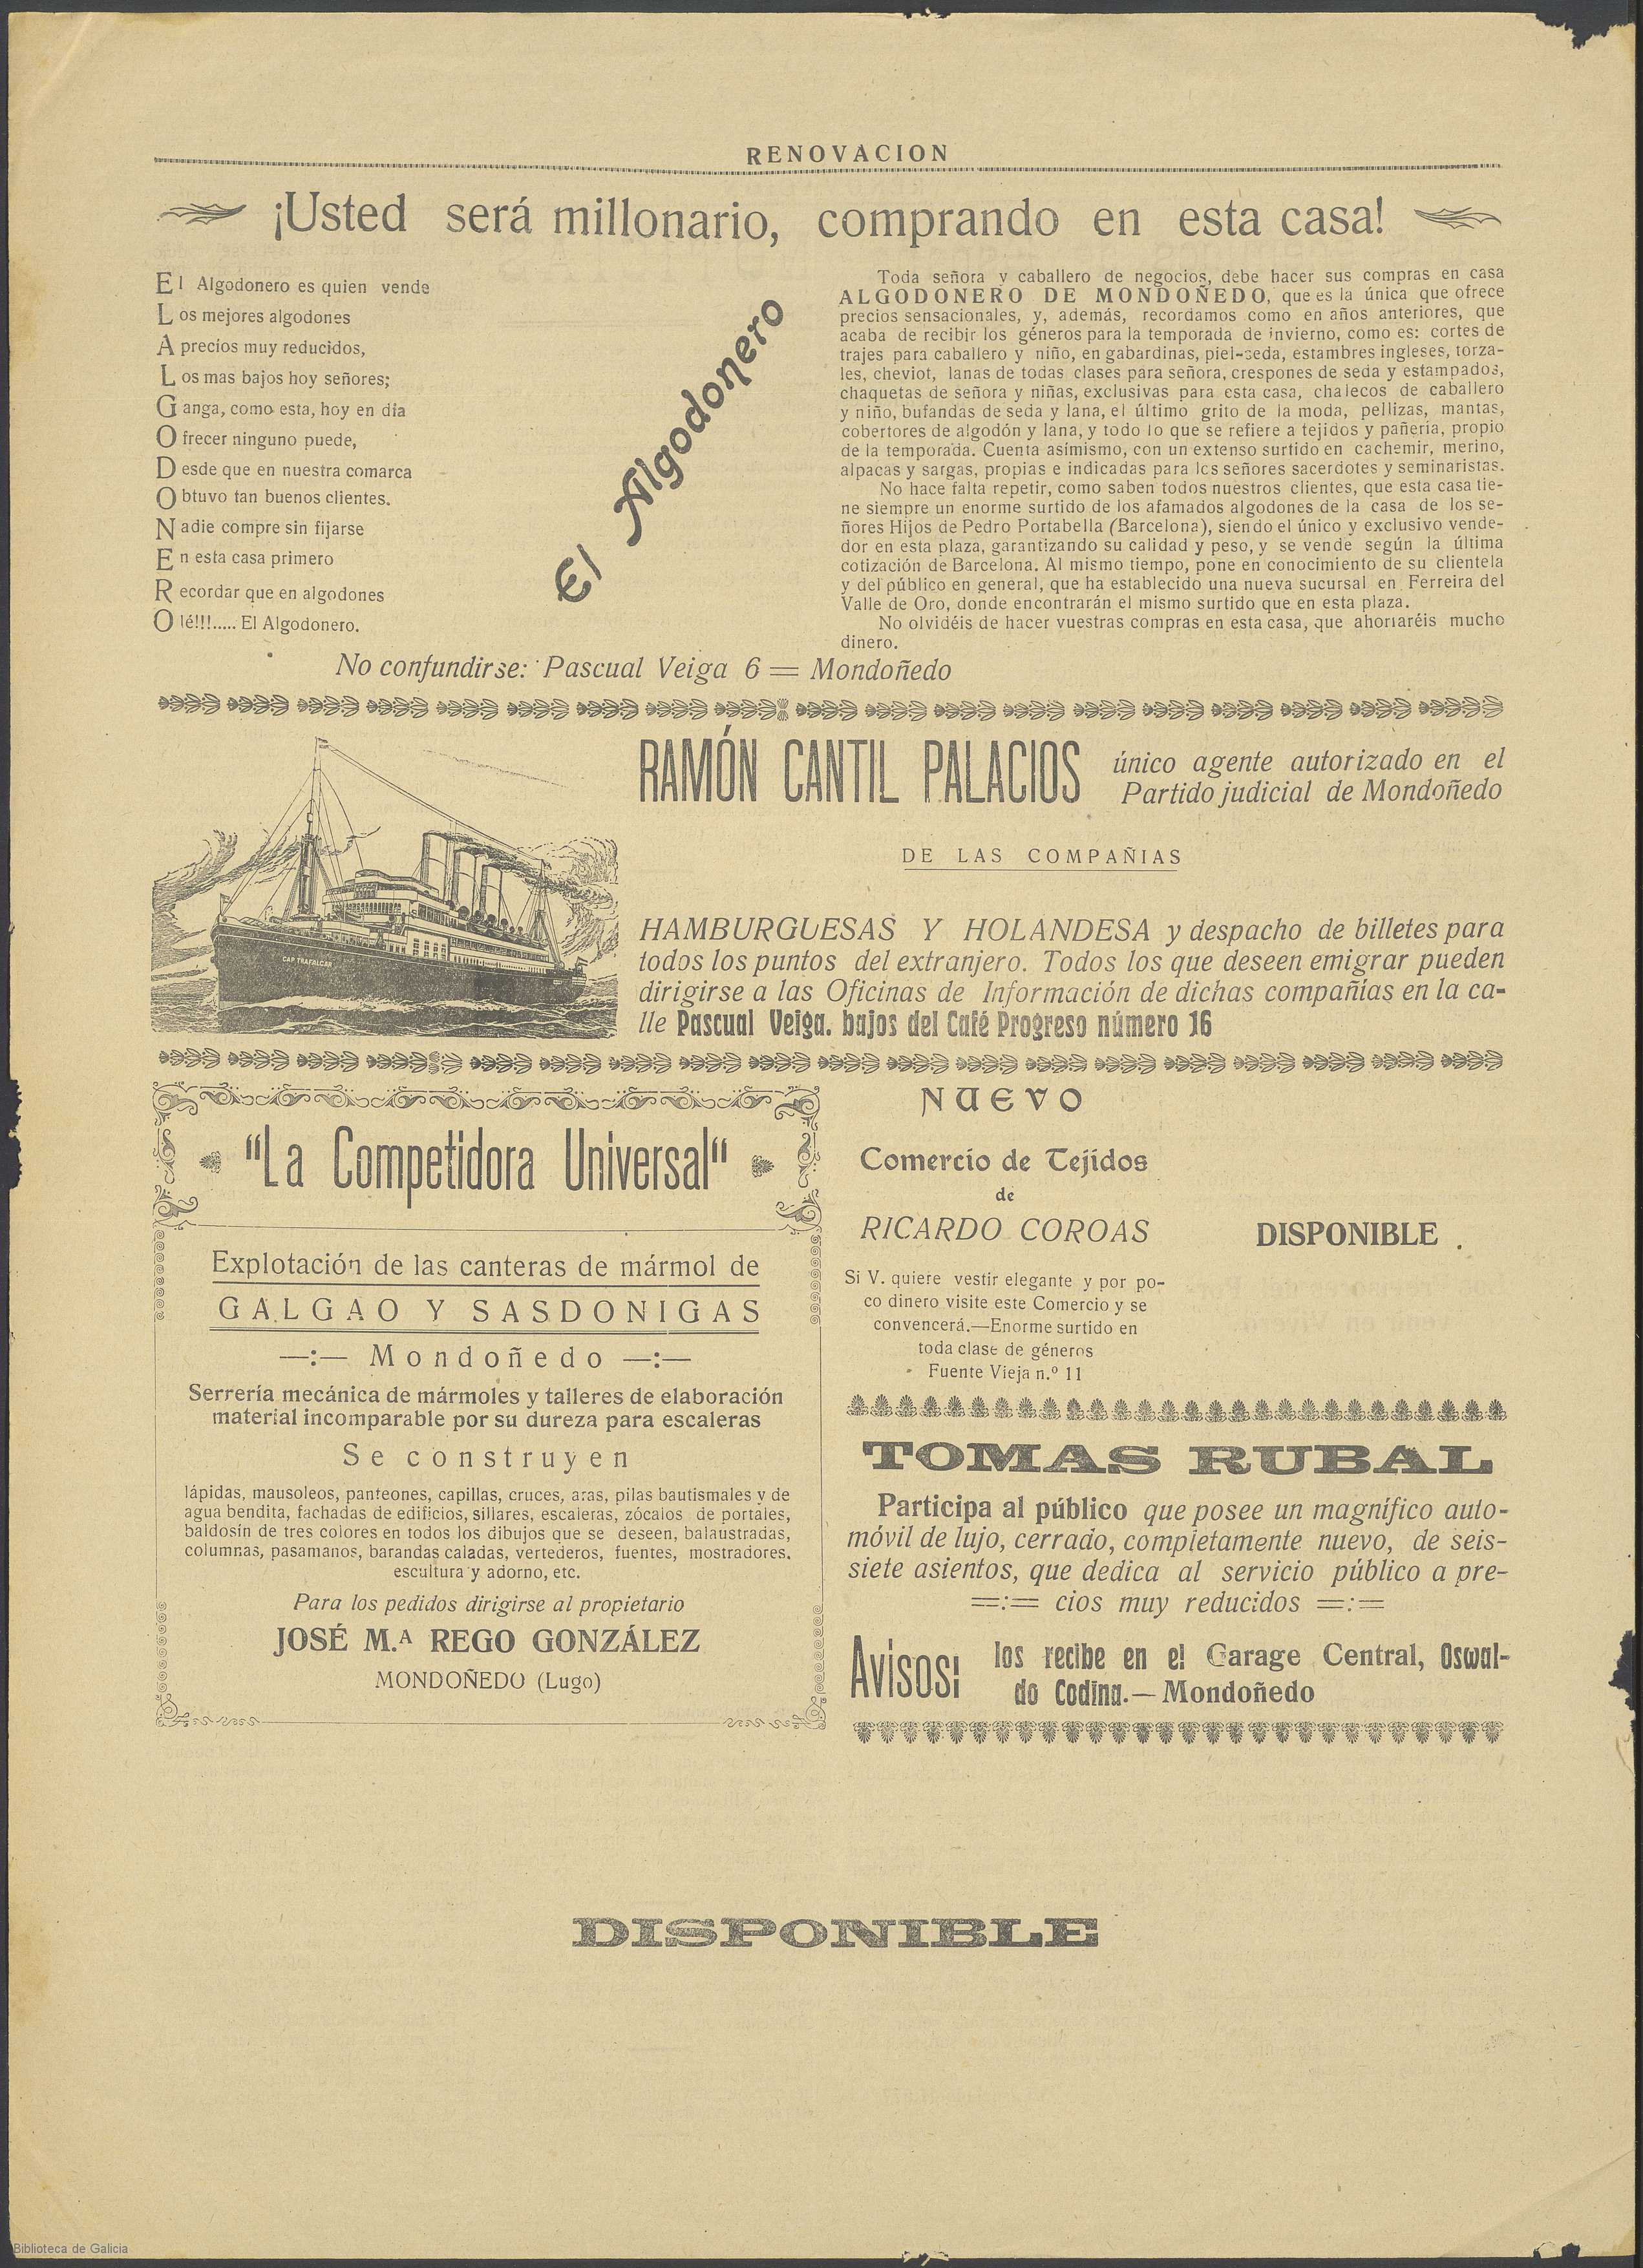 RENOVACION
¡Usted será millonario, comprando en esta casa!
El Algodonero es quien vende
Los mejores algodones
A precios muy reducidos,
Los mas bajos hoy señores;
Ganga, como esta, hoy en día
Ofrecer ninguno puede,
Desde que en nuestra comarca
Obtuvo tan buenos clientes.
Nadie compre sin fijarse
En esta casa primero
Recordar que en algodones
Olé!!!..... El Algodonero.
El Algodonero
Toda señora y caballero de negocios, debe hacer sus compras en casa
ALGODONERO DE MONDOÑEDO, que es la única que ofrece
precios sensacionales, y, además, recordamos como en años anteriores, que
acaba de recibir los géneros para la temporada de invierno, como es: cortes de
trajes para caballero y niño, en gabardinas, piel-seda, estambres ingleses, torza-
les, cheviot, lanas de todas clases para señora, crespones de seda y estampados,
chaquetas de señora y niñas, exclusivas para esta casa, chalecos de caballero
y niño, bufandas de seda y lana, el último grito de la moda, pellizas, mantas,
cobertores de algodón y lana, y todo lo que se refiere a tejidos y pañería, propio
de la temporada. Cuenta asímismo, con un extenso surtido en cachemir, merino,
alpacas y sargas, propias e indicadas para los señores sacerdotes y seminaristas.
No hace falta repetir, como saben todos nuestros clientes, que esta casa tie-
ne siempre un enorme surtido de los afamados algodones de la casa de los se-
ñores Hijos de Pedro Portabella (Barcelona), siendo el único y exclusivo vende-
dor en esta plaza, garantizando su calidad y peso, y se vende según la última
cotización de Barcelona. Al mismo tiempo, pone en conocimiento de su clientela
y del público en general, que ha establecido una nueva sucursal en Ferreira del
Valle de Oro, donde encontrarán el mismo surtido que en esta plaza.
No olvidéis de hacer vuestras compras en esta casa, que ahorraréis mucho
dinero.
No confundirse: Pascual Veiga 6 = Mondoñedo
RAMÓN CANTIL PALACIOS
único agente autorizado en el
Partido judicial de Mondoñedo
DE LAS COMPAÑIAS
CAP TRAFALGAR
HAMBURGUESAS Y HOLANDESA y despacho de billetes para
todos los puntos del extranjero. Todos los que deseen emigrar pueden
dirigirse a las Oficinas de Información de dichas compañías en la ca-
lle Pascual Veiga. bajos del Café Progreso número 16
"La Competidora Universal"
Explotación de las canteras de mármol de
GALGAO Y SASDONIGAS
—:— Mondoñedo —:—
Serrería mecánica de mármoles y talleres de elaboración
material incomparable por su dureza para escaleras
Se construyen
lápidas, mausoleos, panteones, capillas, cruces, aras, pilas bautismales y de
agua bendita, fachadas de edificios, sillares, escaleras, zócalos de portales,
baldosín de tres colores en todos los dibujos que se deseen, balaustradas,
columnas, pasamanos, barandas caladas, vertederos, fuentes, mostradores,
escultura y adorno, etc.
Para los pedidos dirigirse al propietario
JOSÉ M.ª REGO GONZÁLEZ
MONDOÑEDO (Lugo)
NUEVO
Comercio de Tejidos
de
RICARDO COROAS
Si V. quiere vestir elegante y por po-
co dinero visite este Comercio y se
convencerá.—Enorme surtido en
toda clase de géneros
Fuente Vieja n.º 11
DISPONIBLE
TOMAS RUBAL
Participa al público que posee un magnífico auto-
móvil de lujo, cerrado, completamente nuevo, de seis-
siete asientos, que dedica al servicio público a pre-
=:= cios muy reducidos =:=
Avisos: los recibe en el Garage Central, Oswal-
do Codina.—Mondoñedo
DISPONIBLE
Biblioteca de Galicia